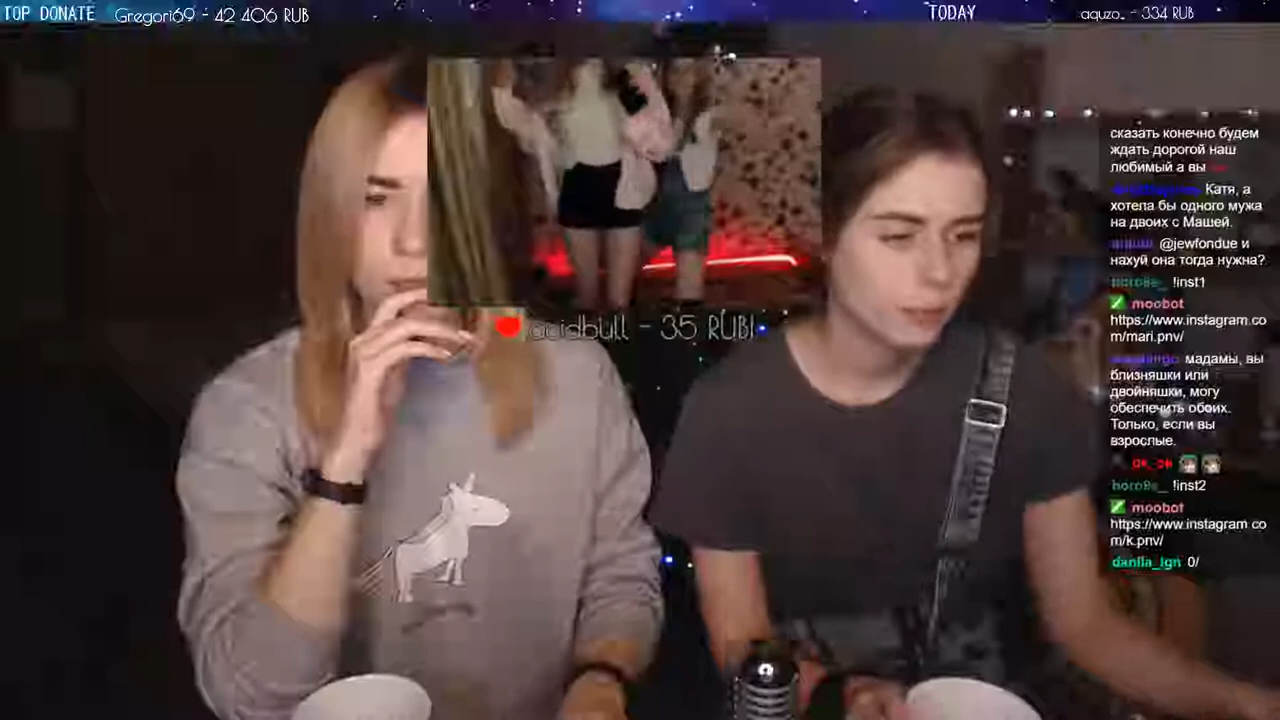 TOP DONATE
Gregori69 - 42 406 RUB
TODAY
aquzo_ - 334 RUB
acidbull - 35 RUB!
сказать конечно будем
ждать дорогой наш
любимый а вы
Катя, а
хотела бы одного мужа
на двоих с Машей.
@jewfondue и
нахуй она тогда нужна?
!inst1
moobot
https://www.instagram.co
m/mari.pnv/
мадамы, вы
близняшки или
двойняшки, могу
обеспечить обоих.
Только, если вы
взрослые.
!inst2
moobot
https://www.instagram.co
m/k.pnv/
danila_ign 0/